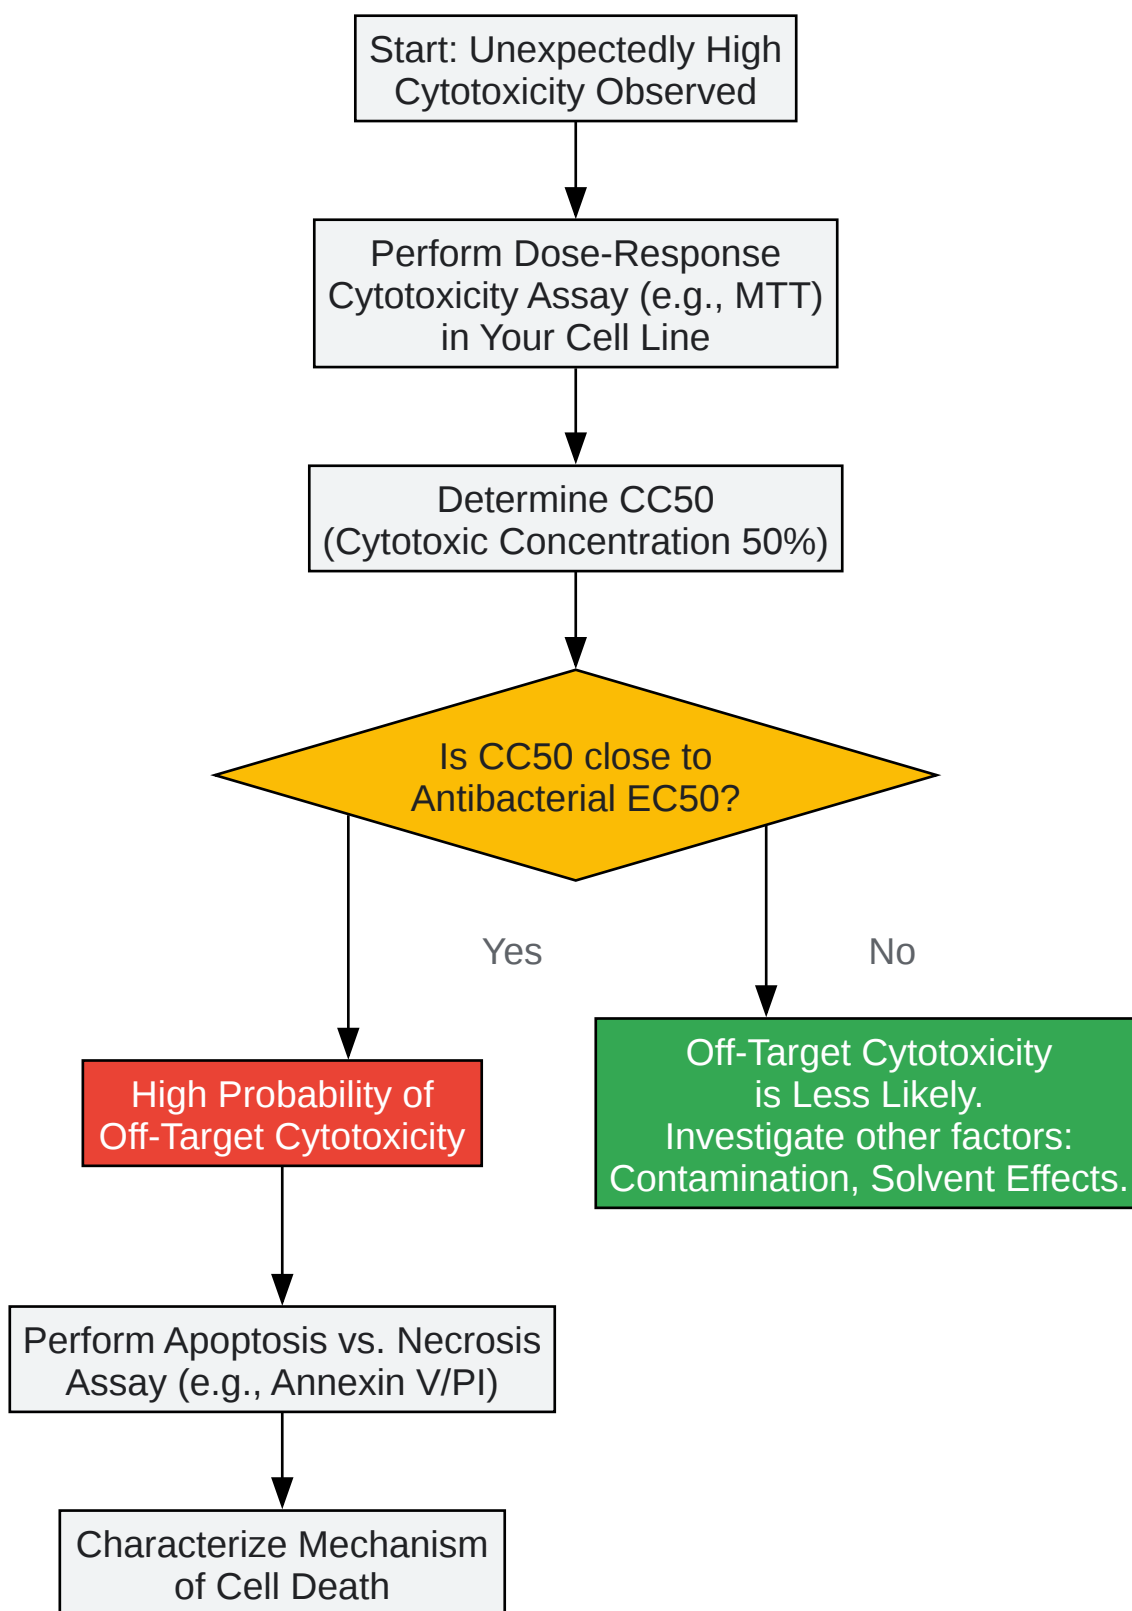 Start: Unexpectedly High
Cytotoxicity Observed
Perform Dose-Response
Cytotoxicity Assay (e.g., MTT)
in Your Cell Line
Determine CC50
(Cytotoxic Concentration 50%)
Is CC50 close to
Antibacterial EC50?
Yes
No
High Probability of
Off-Target Cytotoxicity
Off-Target Cytotoxicity
is Less Likely.
Investigate other factors:
Contamination, Solvent Effects.
Perform Apoptosis vs. Necrosis
Assay (e.g., Annexin V/PI)
Characterize Mechanism
of Cell Death